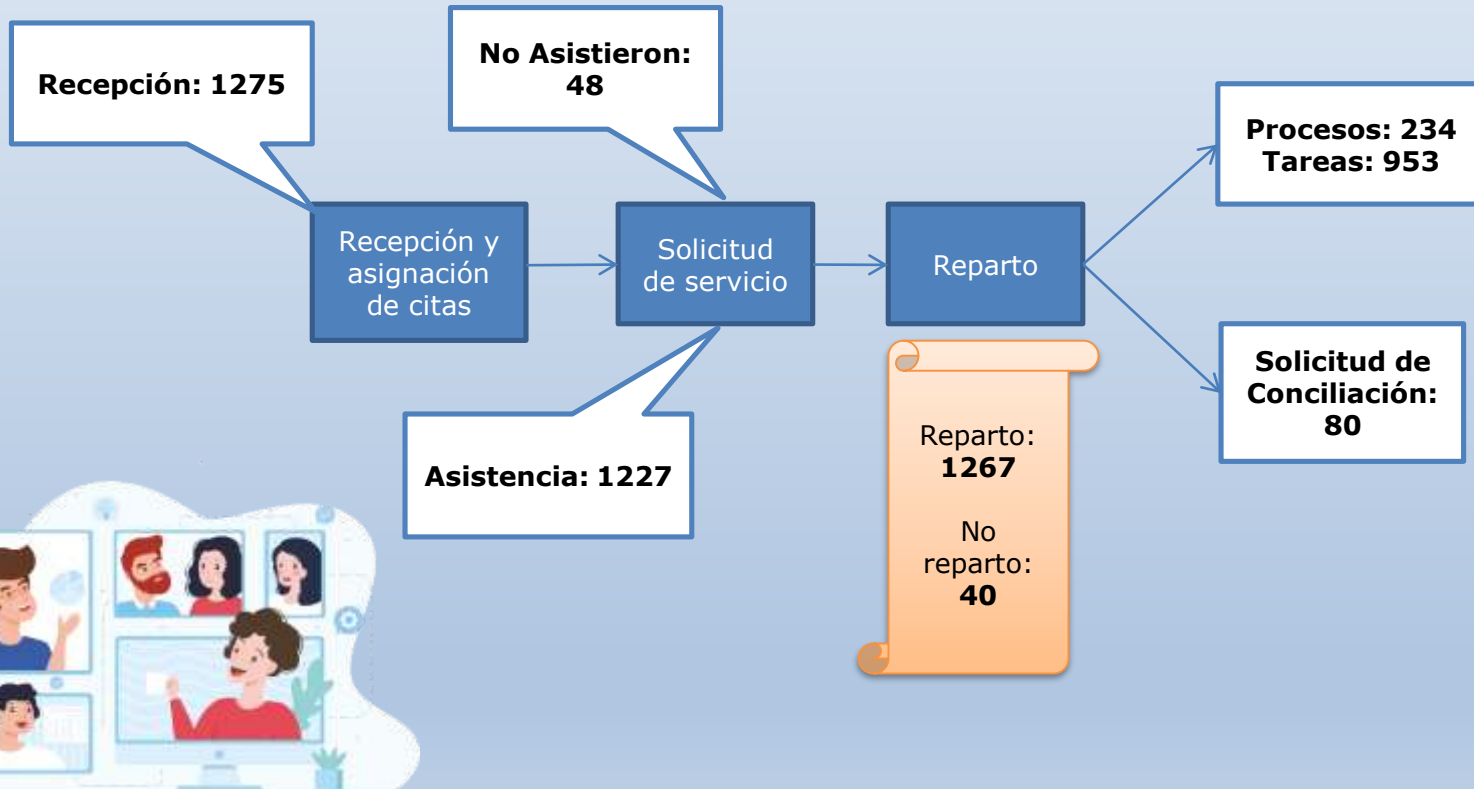 Recepción: 1275
No Asistieron:
48
Procesos: 234
Tareas: 953
Recepción y
asignación
de citas
Solicitud
de servicio
Reparto
Solicitud de
Conciliación:
80
Asistencia: 1227
Reparto:
1267
No
reparto:
40